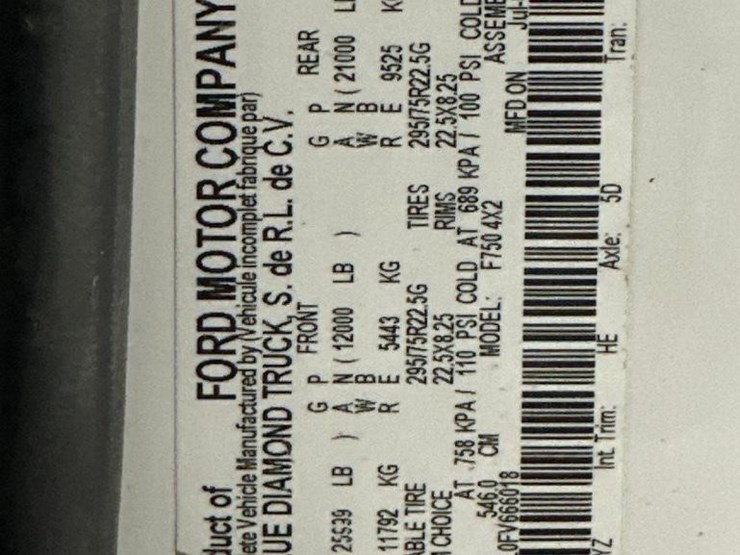 duct of FORD MOTOR COMPANY
ete Vehicle Manufactured by (Vehicule incomplet fabrique par)
UE DIAMOND TRUCK, S. de R.L. de C.V.
FRONT REAR
G P G P
LB ) A N ( 12000 LB ) A N ( 21000
W B W B
11792 KG R E 5443 KG R E 9525
ABLE TIRE 295/75R22.5G TIRES 295/75R22.5G
CHOICE 22.5X8.25 RIMS 22.5X8.25
AT 758 KPA / 110 PSI COLD AT 689 KPA / 100 PSI COLD
546.0 CM MODEL: F750 4X2 ASSEMB
0FV666018 MFD ON Jul-
Int. Trim: HE Axle: 5D Tran: